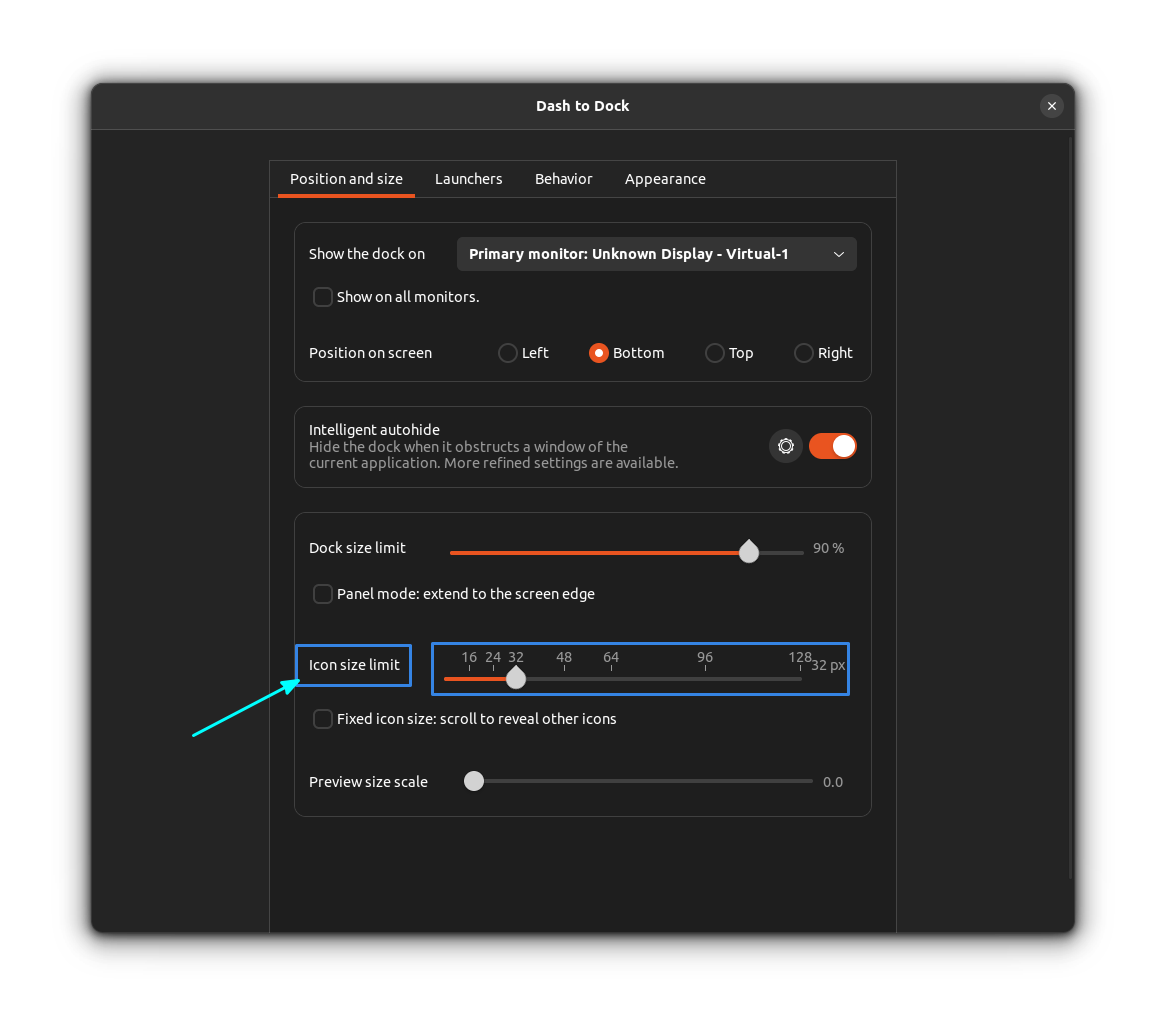 Dash to Dock
Position and size Launchers Behavior Appearance
Show the dock on Primary monitor: Unknown Display - Virtual-1
Show on all monitors.
Position on screen Left Bottom Top Right
Intelligent autohide
Hide the dock when it obstructs a window of the
current application. More refined settings are available.
Dock size limit 90 %
Panel mode: extend to the screen edge
16 24 32 48 64 96 128
Icon size limit 32 px
Fixed icon size: scroll to reveal other icons
Preview size scale 0.0